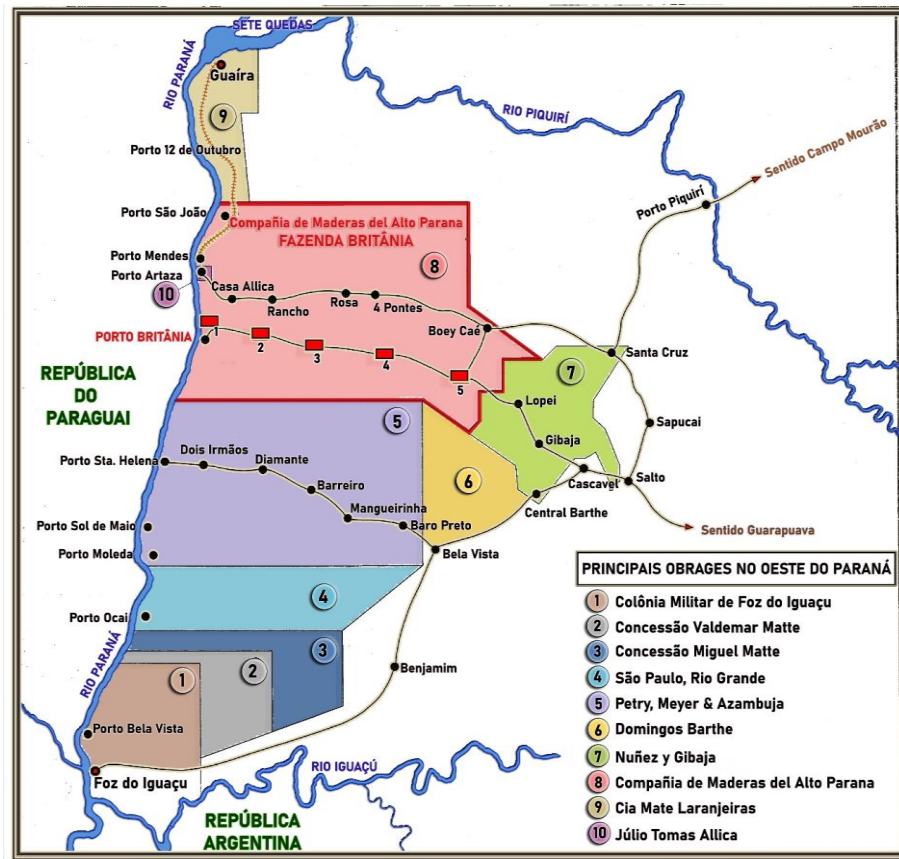 SETE QUEDAS
RIO PARANÁ
Guaíra
9
RIO PIQUIRÍ
Porto 12 de Outubro
Sentido Campo Mourão
Porto Piquirí
Porto São João
Compañia de Maderas del Alto Parana
FAZENDA BRITÂNIA
8
Porto Mendes
Porto Artaza
10
Casa Allica
Rancho
Rosa
4 Pontes
Boey Caé
PORTO BRITÂNIA
1
2
3
4
5
Santa Cruz
7
REPÚBLICA
DO
PARAGUAI
Lopei
5
Sapucai
Gibaja
Porto Sta. Helena
Dois Irmãos
Diamante
Barreiro
Mangueirinha
Baro Preto
6
Cascavel
Salto
Central Barthe
Sentido Guarapuava
Porto Sol de Maio
Porto Moleda
Bela Vista
4
Porto Ocai
RIO PARANÁ
3
2
1
Benjamim
Porto Bela Vista
Foz do Iguaçu
RIO IGUAÇÚ
REPÚBLICA
ARGENTINA
PRINCIPAIS OBRAGES NO OESTE DO PARANÁ
1 Colônia Militar de Foz do Iguaçu
2 Concessão Valdemar Matte
3 Concessão Miguel Matte
4 São Paulo, Rio Grande
5 Petry, Meyer & Azambuja
6 Domingos Barthe
7 Nuñez y Gibaja
8 Compañia de Maderas del Alto Parana
9 Cia Mate Laranjeiras
10 Júlio Tomas Allica